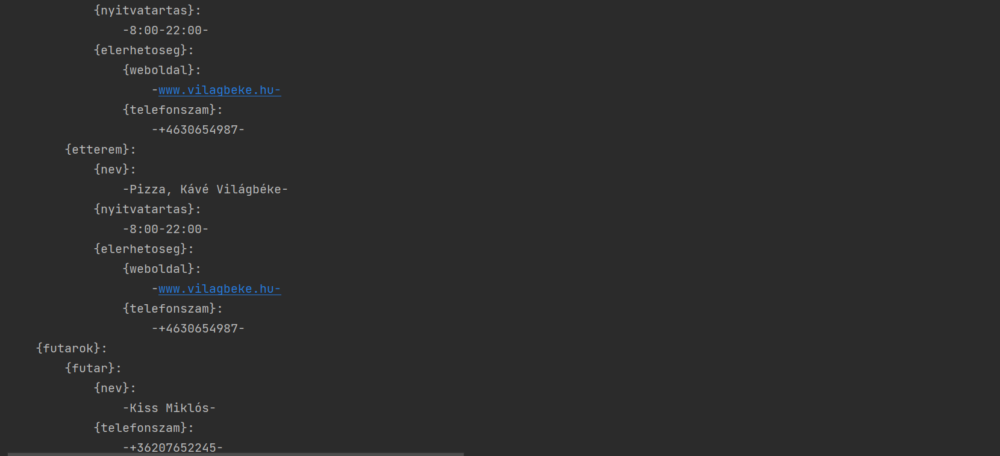 {nyitvatartas}:
-8:00-22:00-
{elerhetoseg}:
{weboldal}:
-www.vilagbeke.hu-
{telefonszam}:
-+4630654987-
{etterem}:
{nev}:
-Pizza, Kávé Világbéke-
{nyitvatartas}:
-8:00-22:00-
{elerhetoseg}:
{weboldal}:
-www.vilagbeke.hu-
{telefonszam}:
-+4630654987-
{futarok}:
{futar}:
{nev}:
-Kiss Miklós-
{telefonszam}:
-+36207652245-